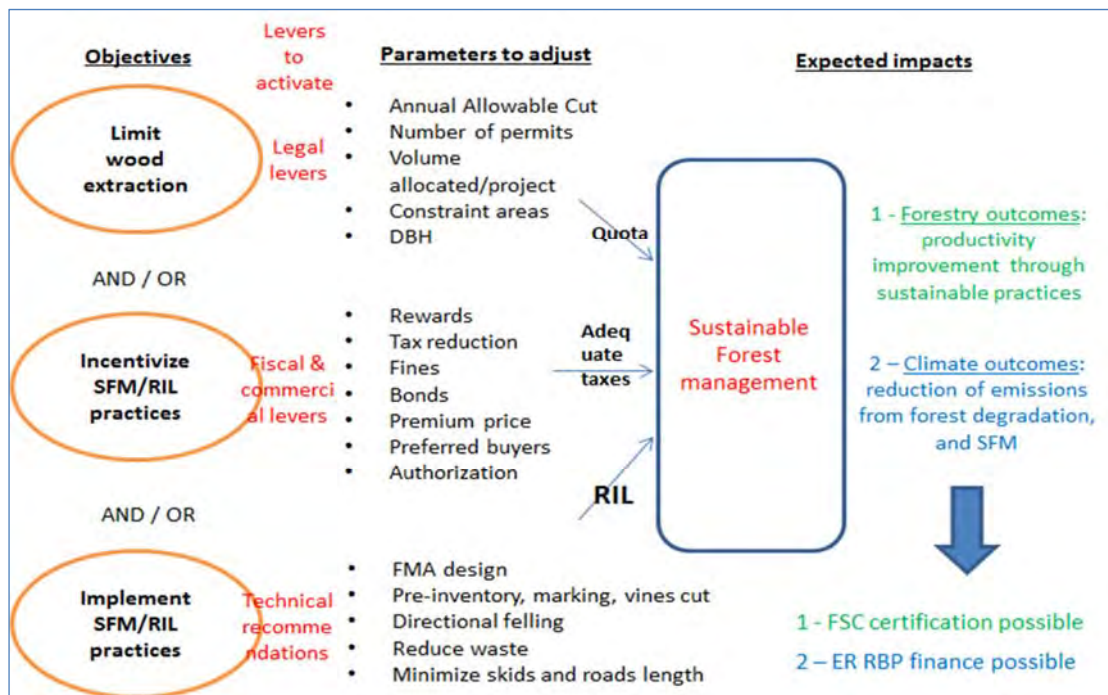 Objectives
Levers
to
activate
Parameters to adjust
Expected impacts
Limit
wood
extraction
Legal
levers
• Annual Allowable Cut
• Number of permits
• Volume
allocated/project
• Constraint areas
• DBH
Quota
AND / OR
Incentivize
SFM/RIL
practices
Fiscal &
commerci
al levers
• Rewards
• Tax reduction
• Fines
• Bonds
• Premium price
• Preferred buyers
• Authorization
Adeq
uate
taxes
AND / OR
RIL
Implement
SFM/RIL
practices
Technical
recomme
ndations
• FMA design
• Pre-inventory, marking, vines cut
• Directional felling
• Reduce waste
• Minimize skids and roads length
Sustainable
Forest
management
1 - Forestry outcomes:
productivity
improvement through
sustainable practices
2 – Climate outcomes:
reduction of emissions
from forest degradation,
and SFM
1 - FSC certification possible
2 – ER RBP finance possible